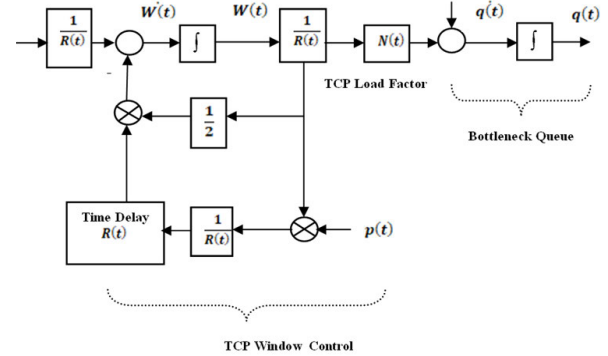 Ẇ(t)
W(t)
q̇(t)
q(t)
1
R(t)
∫
1
R(t)
N(t)
∫
TCP Load Factor
-
1
2
Bottleneck Queue
Time Delay
R(t)
1
R(t)
p(t)
TCP Window Control